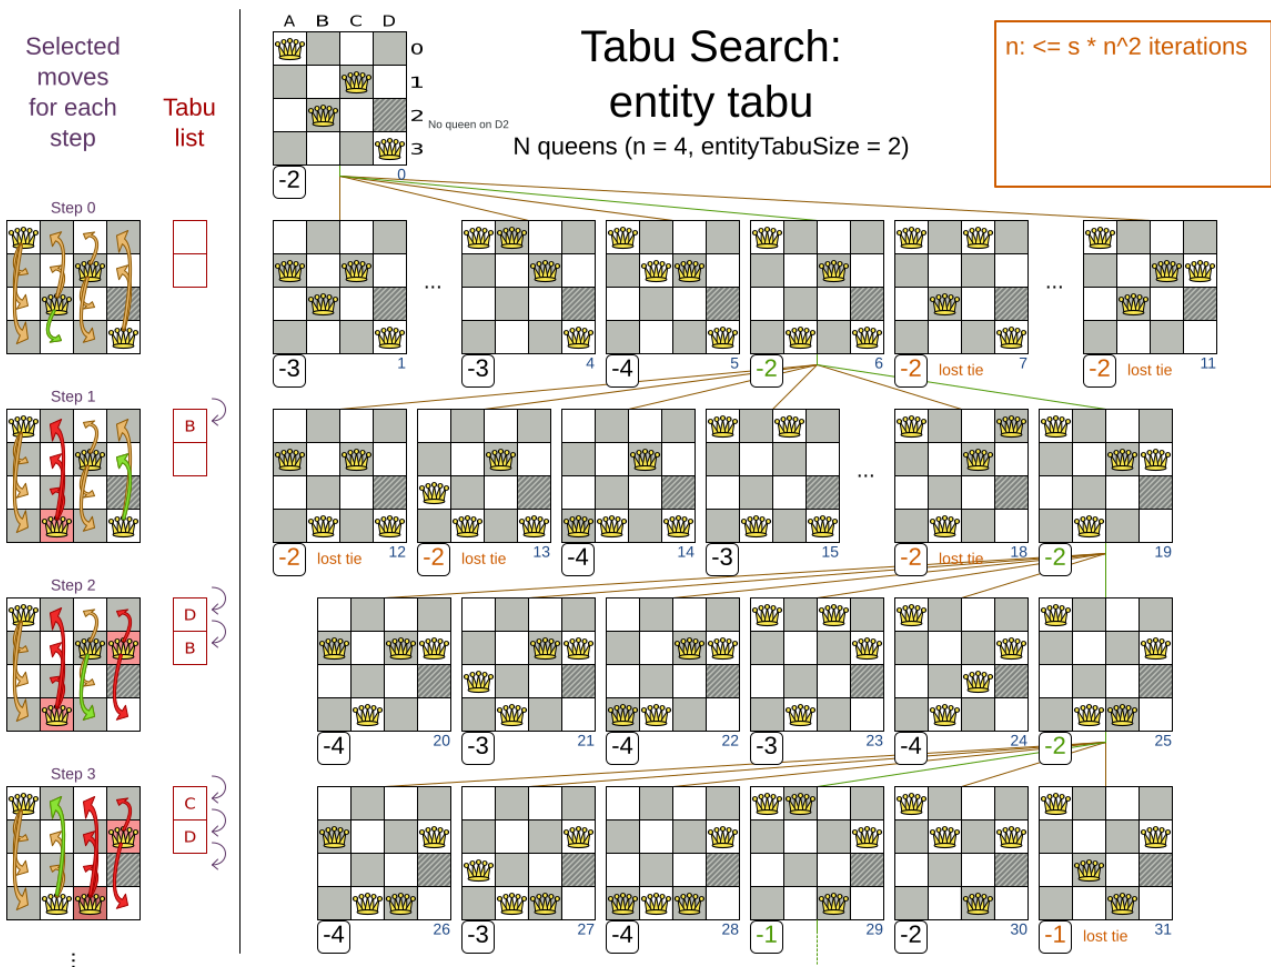 Selected
moves
for each
step
Tabu
list
A B C D
0
1
2
3
No queen on D2
-2
0
Tabu Search:
entity tabu
N queens (n = 4, entityTabuSize = 2)
n: <= s * n^2 iterations
Step 0
...
...
-3 1
-3 4
-4 5
-2 6
-2 lost tie 7
-2 lost tie 11
Step 1
B
...
-2 lost tie 12
-2 lost tie 13
-4 14
-3 15
-2 lost tie 18
-2 19
Step 2
D
B
-4 20
-3 21
-4 22
-3 23
-4 24
-2 25
Step 3
C
D
-4 26
-3 27
-4 28
-1 29
-2 30
-1 lost tie 31
...